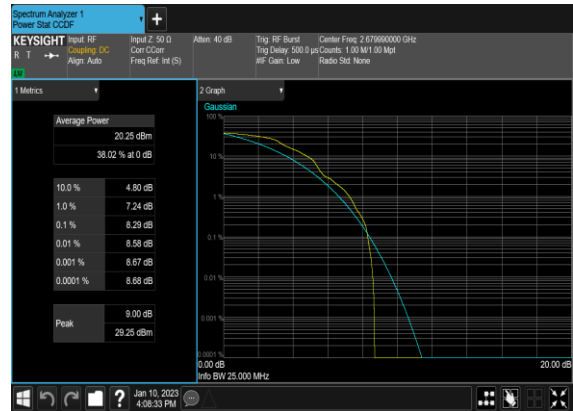 Spectrum Analyzer 1
Power Stat CCDF
KEYSIGHT
R T
Input: RF
Coupling: DC
Align: Auto
Input Z: 50 Ω
Corr CCorr
Freq Ref: Int (S)
Atten: 40 dB
Trig: RF Burst
Trig Delay: 500.0 µs
#IF Gain: Low
Center Freq: 2.679990000 GHz
Counts: 1.00 M/1.00 Mpt
Radio Std: None
1 Metrics
Average Power
20.25 dBm
38.02 % at 0 dB
10.0 % 4.80 dB
1.0 % 7.24 dB
0.1 % 8.29 dB
0.01 % 8.58 dB
0.001 % 8.67 dB
0.0001 % 8.68 dB
Peak
9.00 dB
29.25 dBm
2 Graph
Gaussian
100 %
10 %
1 %
0.1 %
0.01 %
0.001 %
0.0001 %
0.00 dB
20.00 dB
Info BW 25.000 MHz
?
Jan 10, 2023
4:08:33 PM